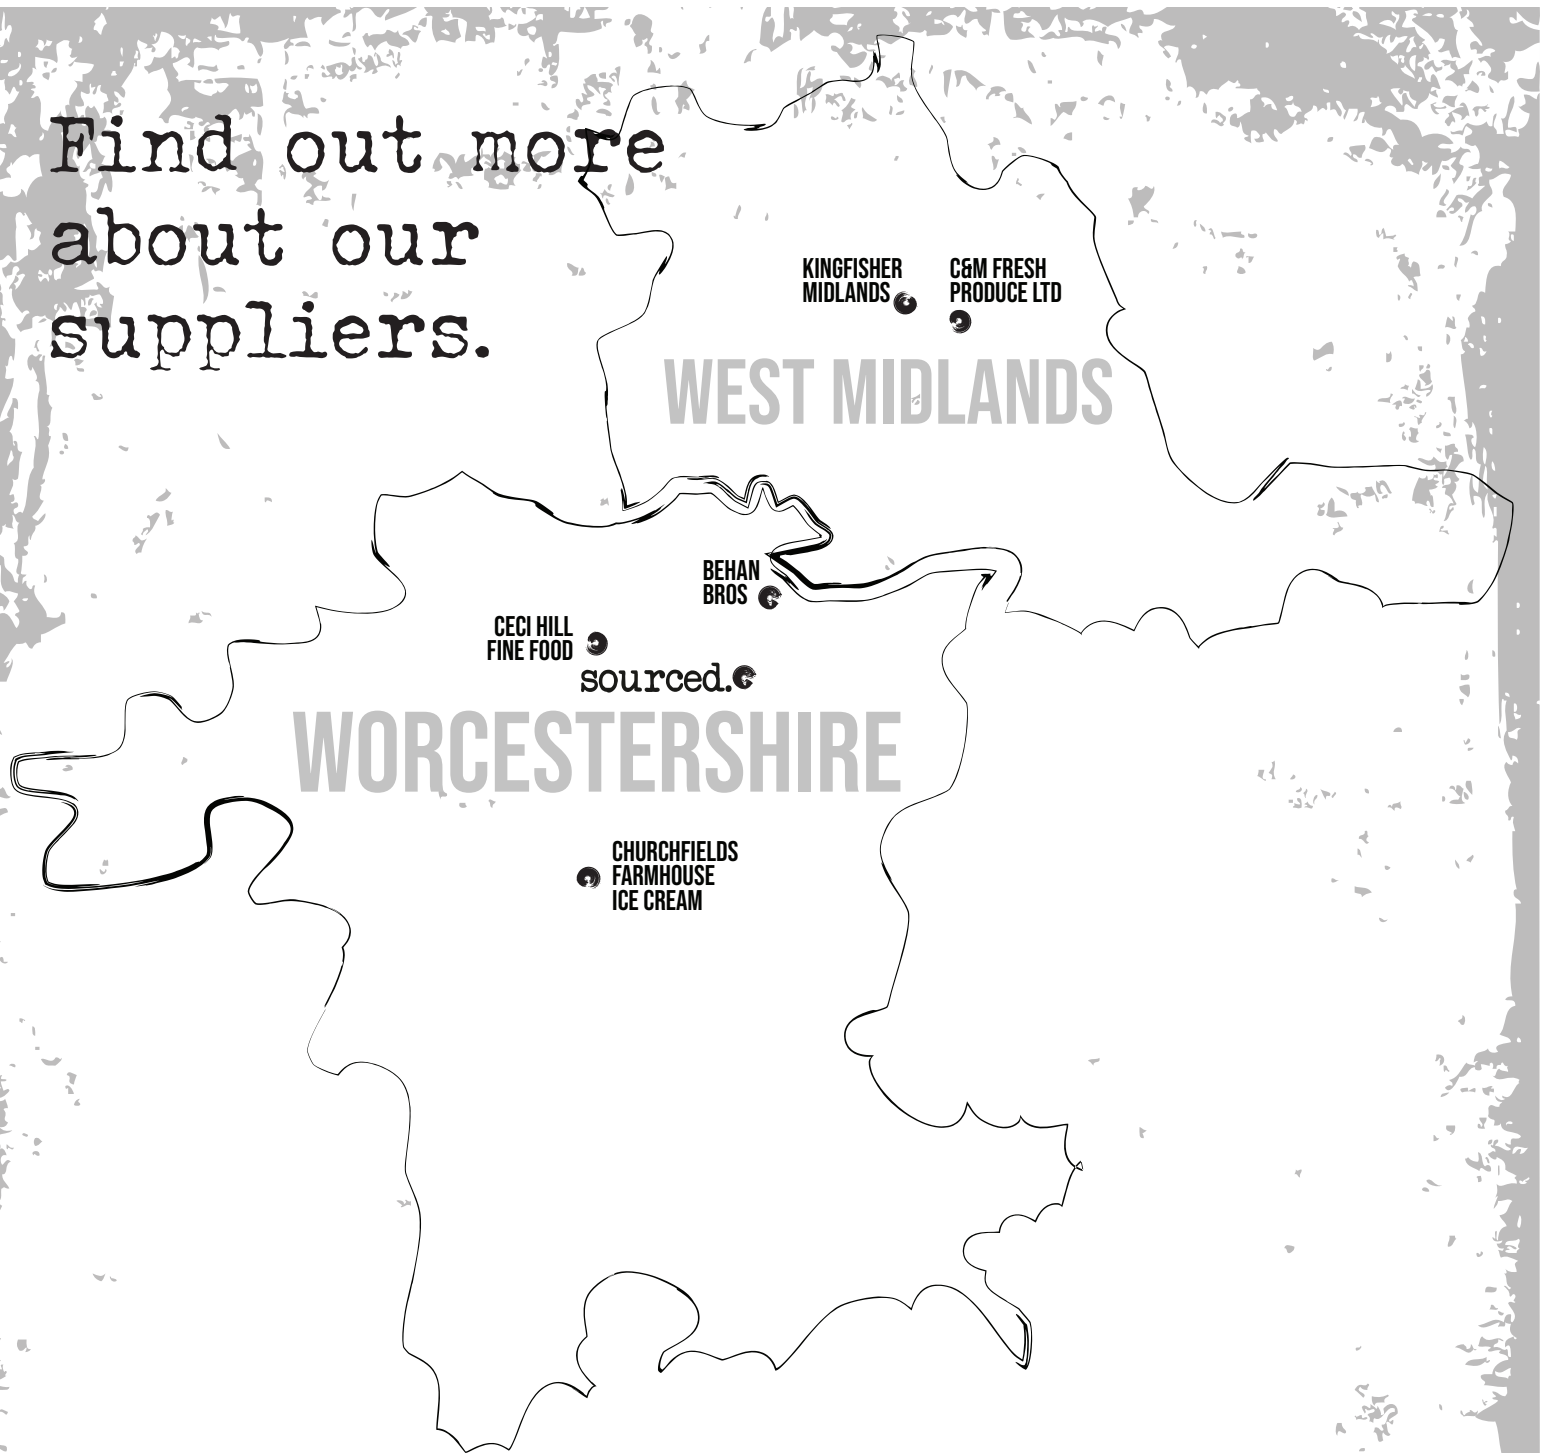 Find out more
about our
suppliers.
KINGFISHER
MIDLANDS
C&M FRESH
PRODUCE LTD
WEST MIDLANDS
BEHAN
BROS
CECI HILL
FINE FOOD
sourced.
WORCESTERSHIRE
CHURCHFIELDS
FARMHOUSE
ICE CREAM